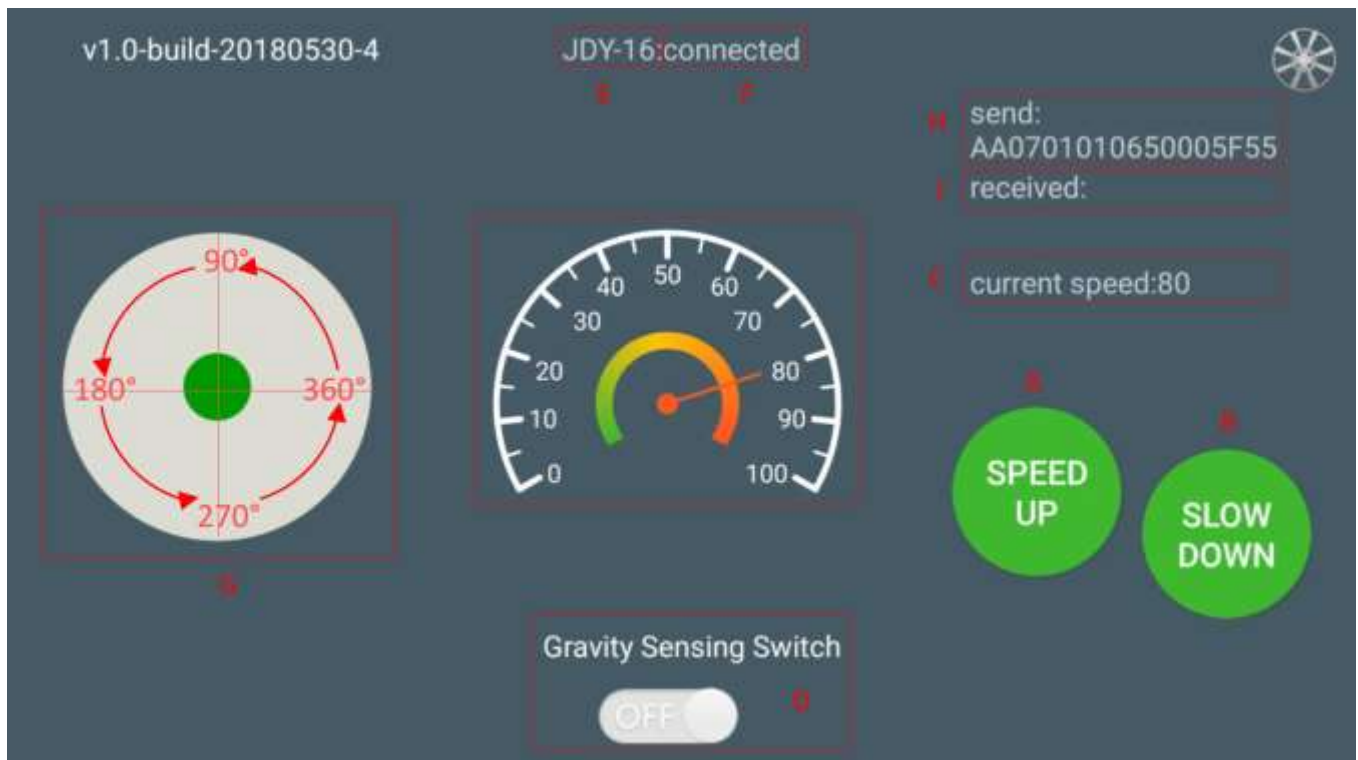 v1.0-build-20180530-4
JDY-16:connected
E F
H send:
AA0701010650005F55
I received:
current speed:80
90°
180° 360°
270°
G
0 10 20 30 40 50 60 70 80 90 100
A
SPEED
UP
B
SLOW
DOWN
Gravity Sensing Switch
OFF
D